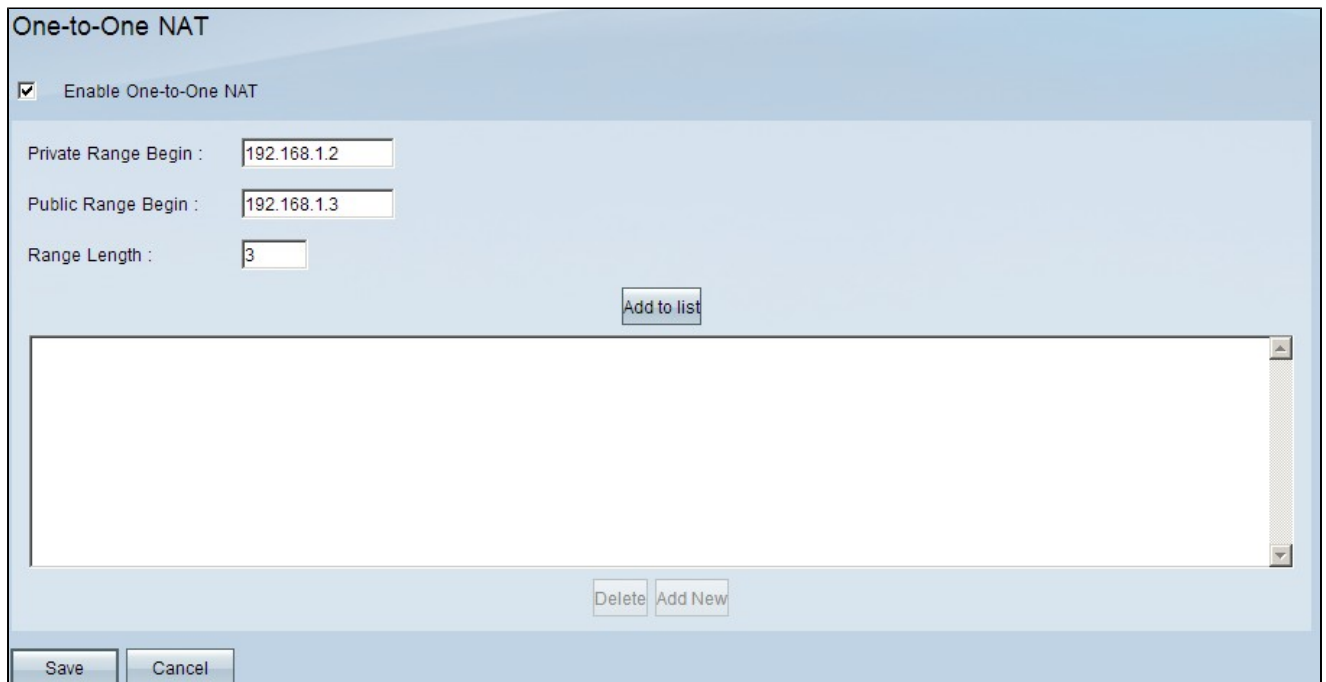 One-to-One NAT
Enable One-to-One NAT
Private Range Begin : 192.168.1.2
Public Range Begin : 192.168.1.3
Range Length : 3
Add to list
Delete Add New
Save Cancel